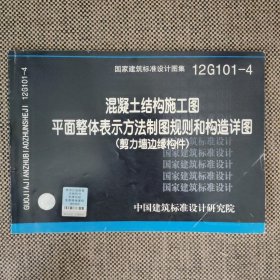 国家建筑标准设计图集 12G101-4
混凝土结构施工图
平面整体表示方法制图规则和构造详图
(剪力墙边缘构件)
国家建筑标准设计
国家建筑标准设计
国家建筑标准设计
国家建筑标准设计
国家建筑标准设计
中国建筑标准设计研究院
GUOJIAJIANZHUBIAOZHUNSHEJI 12G101-4